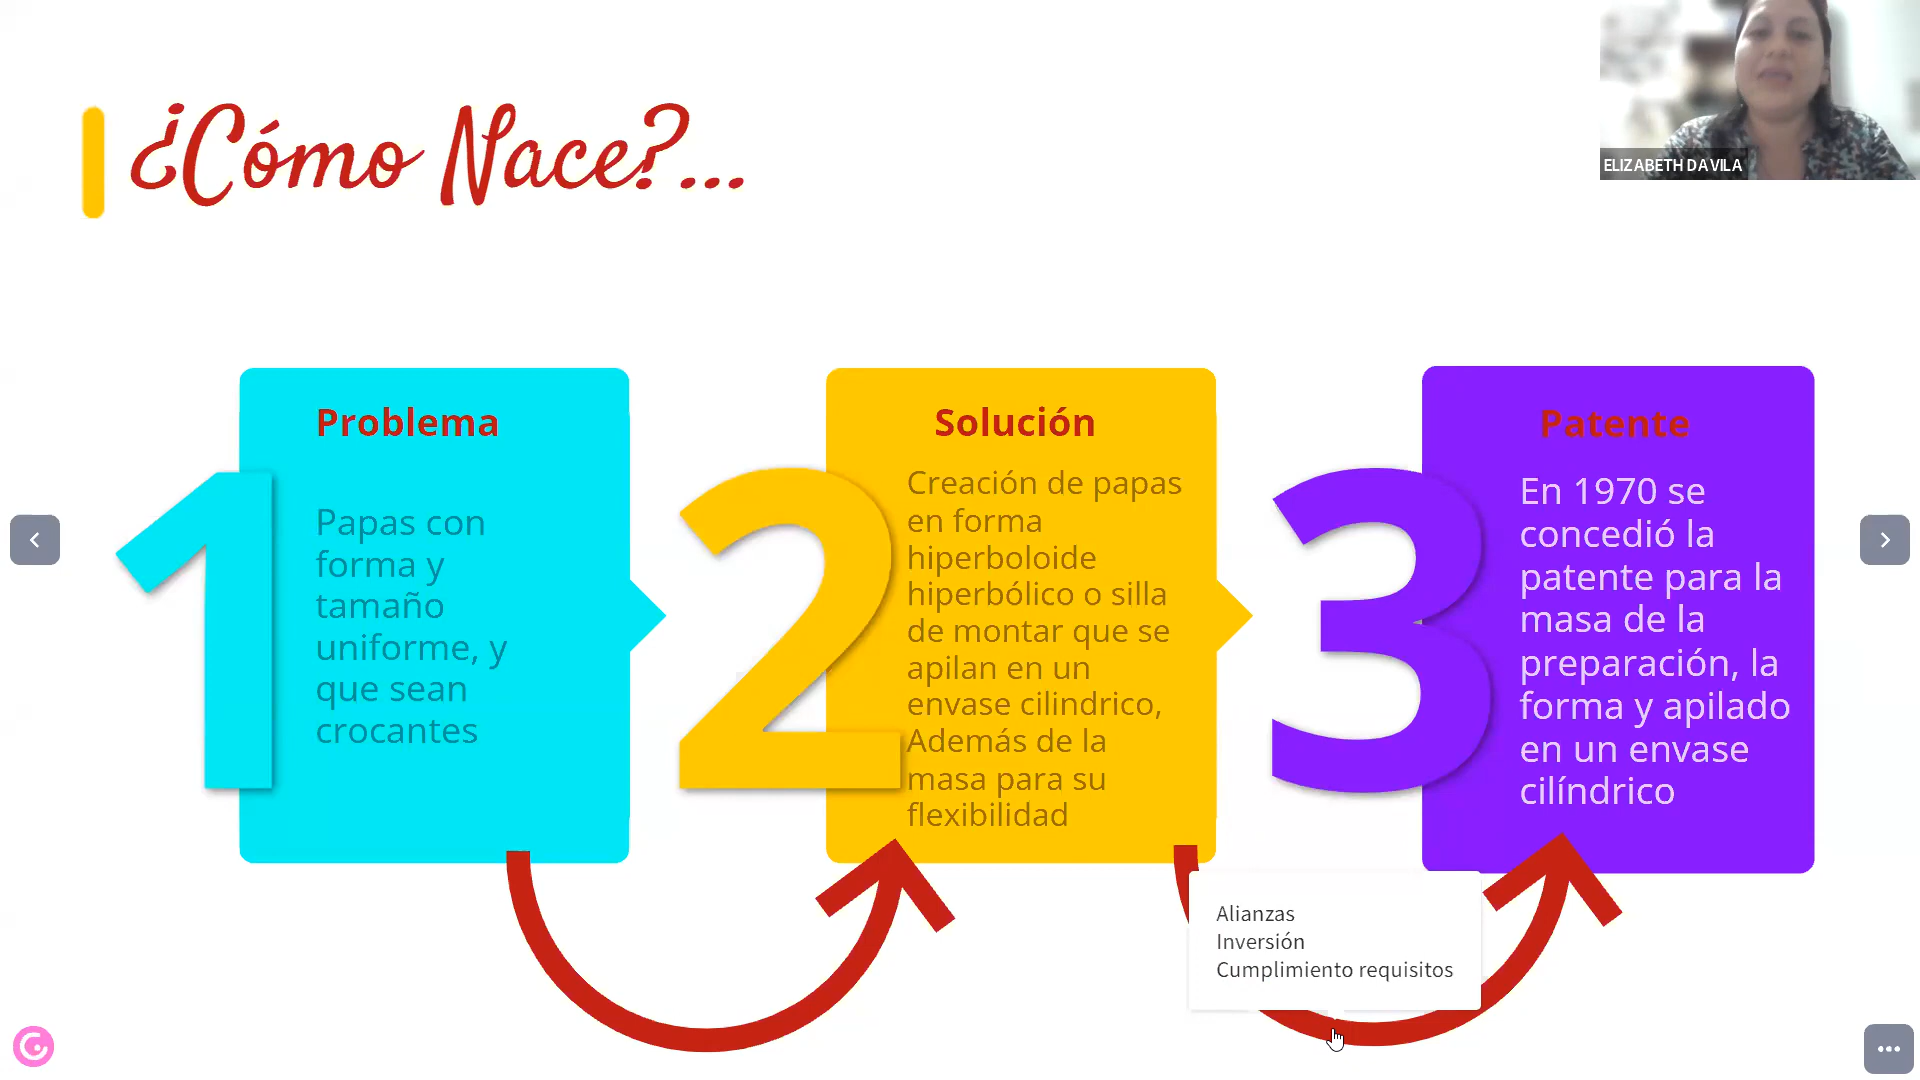 ¿Cómo Nace?...
ELIZABETH DAVILA
1
Problema
Papas con
forma y
tamaño
uniforme, y
que sean
crocantes
2
Solución
Creación de papas
en forma
hiperboloide
hiperbólico o silla
de montar que se
apilan en un
envase cilindrico,
Además de la
masa para su
flexibilidad
3
Patente
En 1970 se
concedió la
patente para la
masa de la
preparación, la
forma y apilado
en un envase
cilíndrico
Alianzas
Inversión
Cumplimiento requisitos